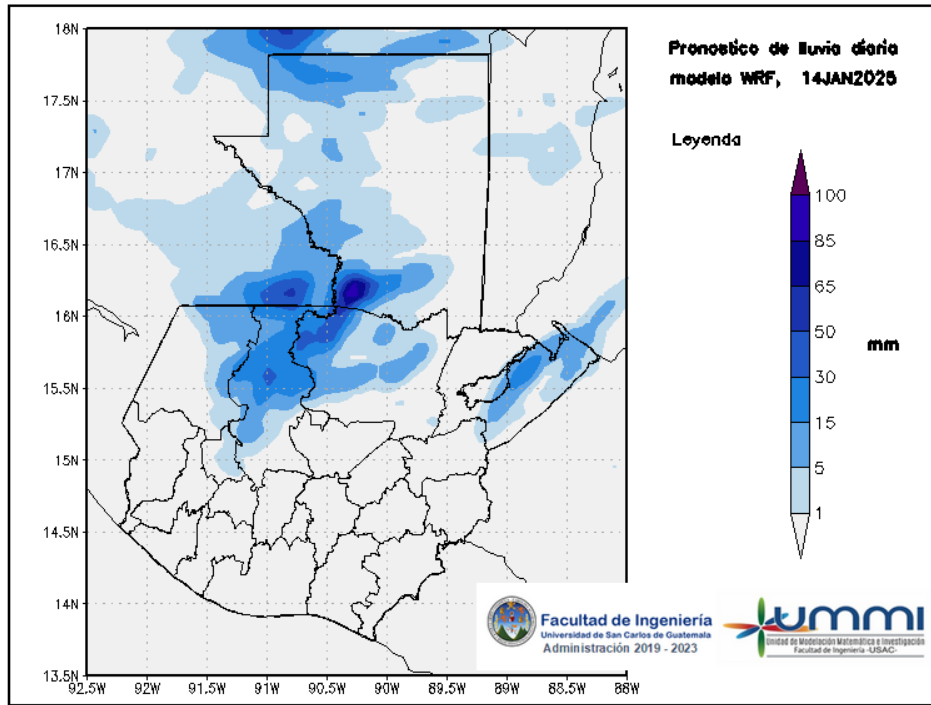 Pronostico de lluvia diaria
modelo WRF, 14JAN2025
Leyenda
100
85
65
50
30
15
5
1
mm
18N
17.5N
17N
16.5N
16N
15.5N
15N
14.5N
14N
13.5N
92.5W
92W
91.5W
91W
90.5W
90W
89.5W
89W
88.5W
88W
Facultad de Ingeniería
Universidad de San Carlos de Guatemala
Administración 2019 - 2023
ummi
Unidad de Modelación Matemática e Investigación
Facultad de Ingeniería -USAC-